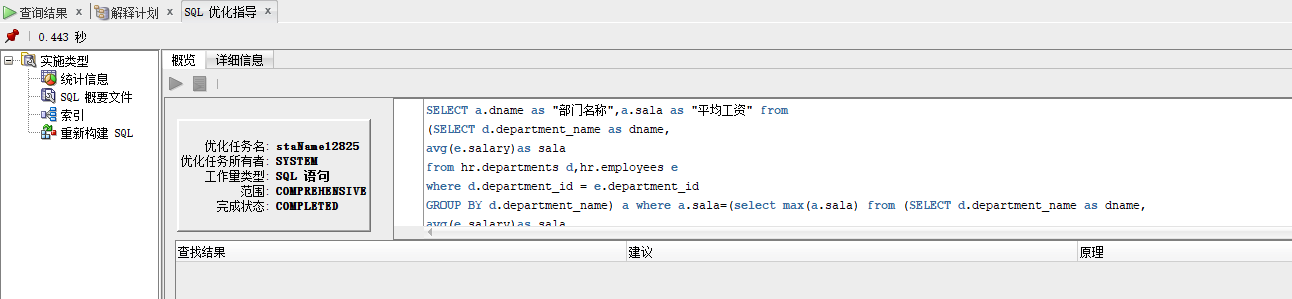 查询结果 x 解释计划 x SQL 优化指导 x
0.443 秒
实施类型
统计信息
SQL 概要文件
索引
重新构建 SQL
概览 详细信息
优化任务名: staName12825
优化任务所有者: SYSTEM
工作量类型: SQL 语句
范围: COMPREHENSIVE
完成状态: COMPLETED
SELECT a.dname as "部门名称",a.sala as "平均工资" from
(SELECT d.department_name as dname,
avg(e.salary)as sala
from hr.departments d,hr.employees e
where d.department_id = e.department_id
GROUP BY d.department_name) a where a.sala=(select max(a.sala) from (SELECT d.department_name as dname,
avg(e.salary)as sala
查找结果 建议 原理